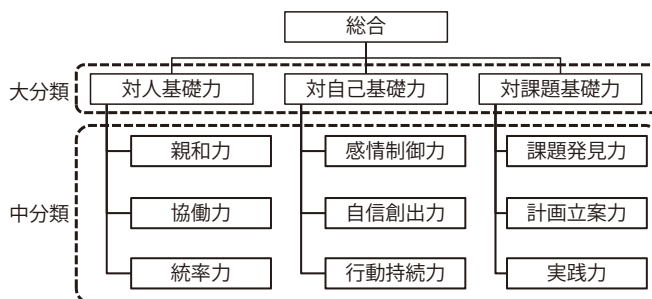 総合
大分類
対人基礎力
対自己基礎力
対課題基礎力
中分類
親和力
感情制御力
課題発見力
協働力
自信創出力
計画立案力
統率力
行動持続力
実践力